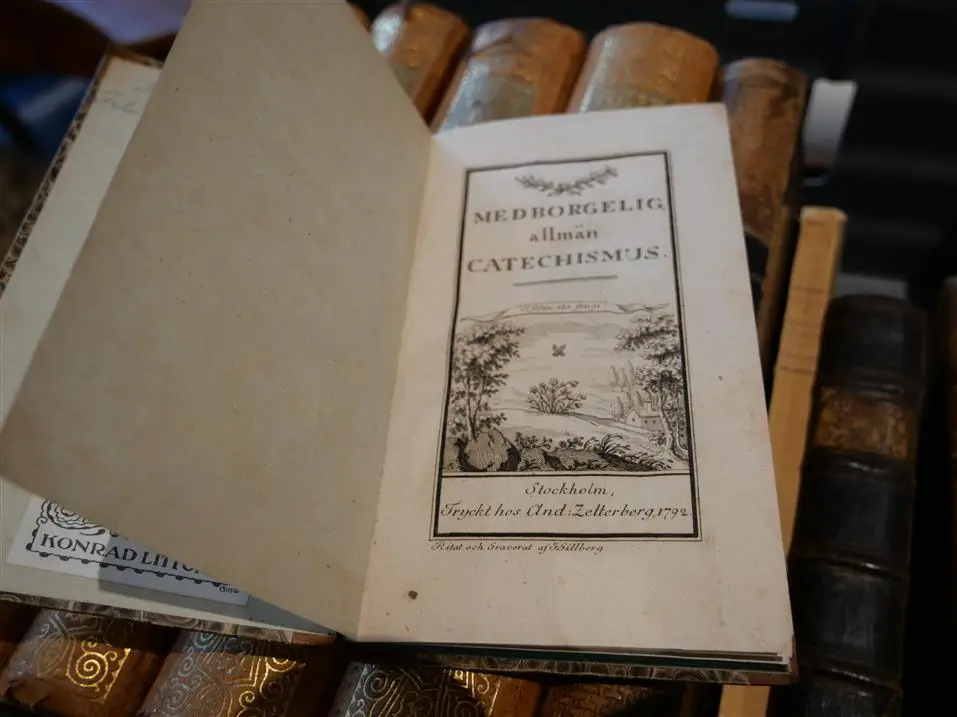 MEDBORGELIG,
allmän
CATECHISMUS.
Stockholm,
Tryckt hos And: Zetterberg, 1792.
Ritat och Graverat af J Gillberg
KONRAD